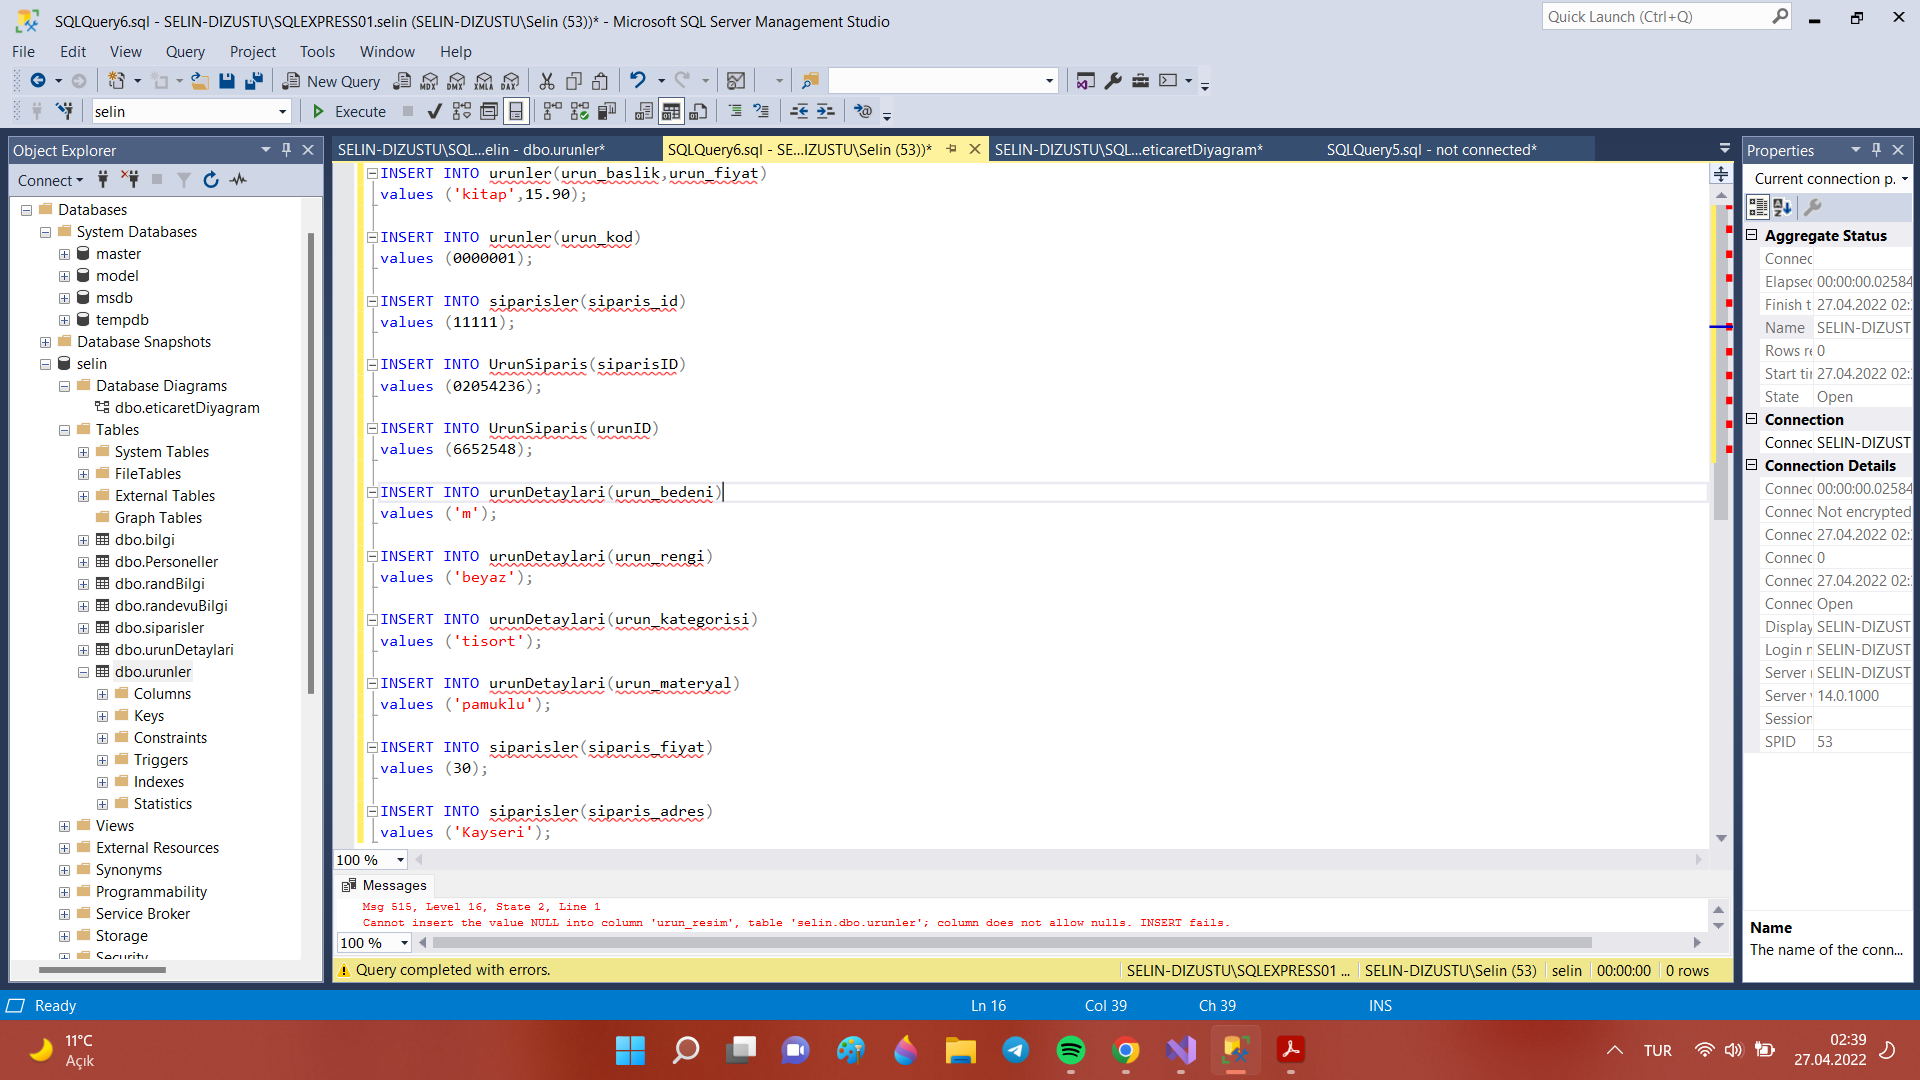 SQLQuery6.sql - SELIN-DIZUSTU\SQLEXPRESS01.selin (SELIN-DIZUSTU\Selin (53))* - Microsoft SQL Server Management Studio
Quick Launch (Ctrl+Q)
File Edit View Query Project Tools Window Help
New Query MDX DMX XMLA DAX
selin Execute
Object Explorer
Connect
Databases
System Databases
master
model
msdb
tempdb
Database Snapshots
selin
Database Diagrams
dbo.eticaretDiyagram
Tables
System Tables
FileTables
External Tables
Graph Tables
dbo.bilgi
dbo.Personeller
dbo.randBilgi
dbo.randevuBilgi
dbo.siparisler
dbo.urunDetaylari
dbo.urunler
Columns
Keys
Constraints
Triggers
Indexes
Statistics
Views
External Resources
Synonyms
Programmability
Service Broker
Storage
Security
SELIN-DIZUSTU\SQL...elin - dbo.urunler*
SQLQuery6.sql - SE...IZUSTU\Selin (53))*
SELIN-DIZUSTU\SQL...eticaretDiyagram*
SQLQuery5.sql - not connected*
INSERT INTO urunler(urun_baslik,urun_fiyat)
values ('kitap',15.90);
INSERT INTO urunler(urun_kod)
values (0000001);
INSERT INTO siparisler(siparis_id)
values (11111);
INSERT INTO UrunSiparis(siparisID)
values (02054236);
INSERT INTO UrunSiparis(urunID)
values (6652548);
INSERT INTO urunDetaylari(urun_bedeni)
values ('m');
INSERT INTO urunDetaylari(urun_rengi)
values ('beyaz');
INSERT INTO urunDetaylari(urun_kategorisi)
values ('tisort');
INSERT INTO urunDetaylari(urun_materyal)
values ('pamuklu');
INSERT INTO siparisler(siparis_fiyat)
values (30);
INSERT INTO siparisler(siparis_adres)
values ('Kayseri');
100 %
Messages
Msg 515, Level 16, State 2, Line 1
Cannot insert the value NULL into column 'urun_resim', table 'selin.dbo.urunler'; column does not allow nulls. INSERT fails.
100 %
Query completed with errors.
SELIN-DIZUSTU\SQLEXPRESS01 ... SELIN-DIZUSTU\Selin (53) selin 00:00:00 0 rows
Properties
Current connection p.
Aggregate Status
Connec
Elapsec 00:00:00.02584
Finish t 27.04.2022 02:
Name SELIN-DIZUST
Rows re 0
Start tir 27.04.2022 02:
State Open
Connection
Connec SELIN-DIZUST
Connection Details
Connec 00:00:00.02584
Connec Not encrypted
Connec 27.04.2022 02:
Connec 0
Connec 27.04.2022 02:
Connec Open
Display SELIN-DIZUST
Login n SELIN-DIZUST
Server r SELIN-DIZUST
Server v 14.0.1000
Session
SPID 53
Name
The name of the conn...
Ready Ln 16 Col 39 Ch 39 INS
11°C
Açık
TUR
02:39
27.04.2022